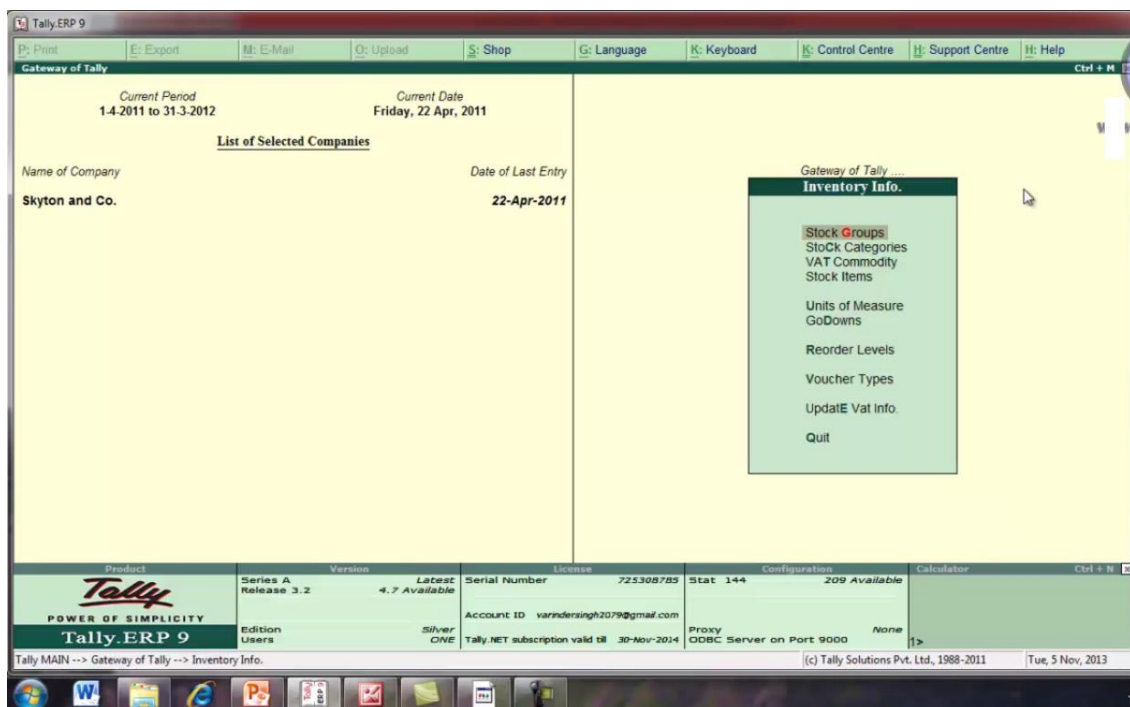 Tally.ERP 9
P: Print E: Export M: E-Mail O: Upload S: Shop G: Language K: Keyboard K: Control Centre H: Support Centre H: Help
Gateway of Tally Ctrl + M
Current Period Current Date
1-4-2011 to 31-3-2012 Friday, 22 Apr, 2011
List of Selected Companies
Name of Company Date of Last Entry
Skyton and Co. 22-Apr-2011
Gateway of Tally ....
Inventory Info.
Stock Groups
StoCk Categories
VAT Commodity
Stock Items
Units of Measure
GoDowns
Reorder Levels
Voucher Types
UpdatE Vat Info.
Quit
Product Version License Configuration Calculator Ctrl + N
Tally
POWER OF SIMPLICITY
Tally.ERP 9
Series A Latest
Release 3.2 4.7 Available
Edition Silver
Users ONE
Serial Number 725308785
Account ID varindersingh2079@gmail.com
Tally.NET subscription valid till 30-Nov-2014
Stat 144 209 Available
Proxy None
ODBC Server on Port 9000
1>
Tally MAIN --> Gateway of Tally --> Inventory Info. (c) Tally Solutions Pvt. Ltd., 1988-2011 Tue, 5 Nov, 2013